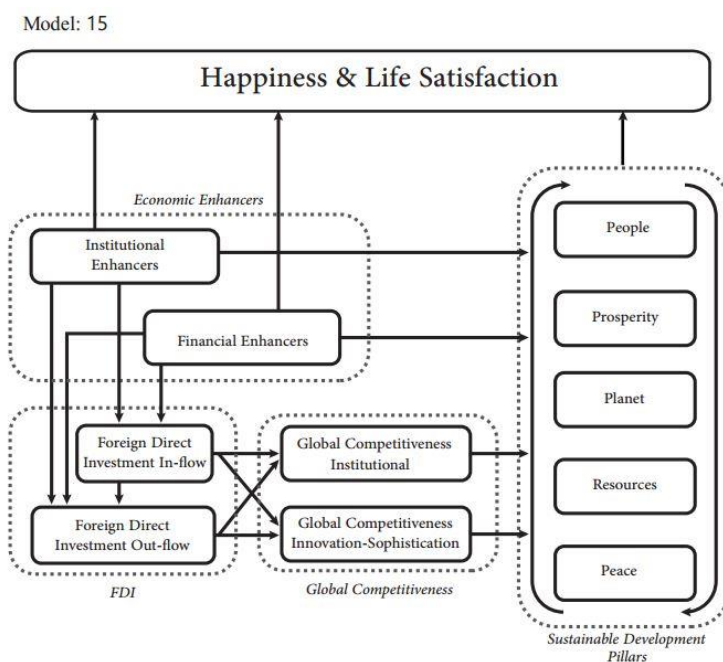 Model: 15
Happiness & Life Satisfaction
Economic Enhancers
Institutional
Enhancers
Financial Enhancers
People
Prosperity
Planet
Resources
Peace
Foreign Direct
Investment In-flow
Foreign Direct
Investment Out-flow
FDI
Global Competitiveness
Institutional
Global Competitiveness
Innovation-Sophistication
Global Competitiveness
Sustainable Development
Pillars